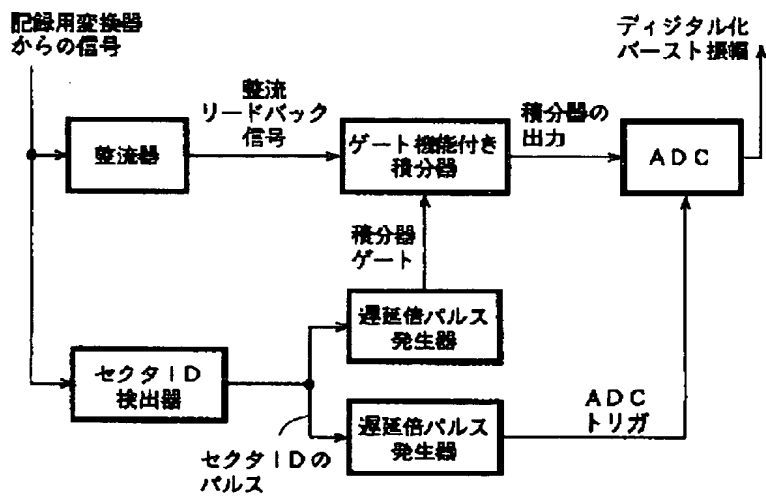 記録用変換器
からの信号
ディジタル化
バースト振幅
整流
リードバック
信号
積分器の
出力
整流器
ゲート機能付き
積分器
ADC
積分器
ゲート
遅延倍パルス
発生器
セクタID
検出器
ADC
トリガ
遅延倍パルス
発生器
セクタIDの
パルス